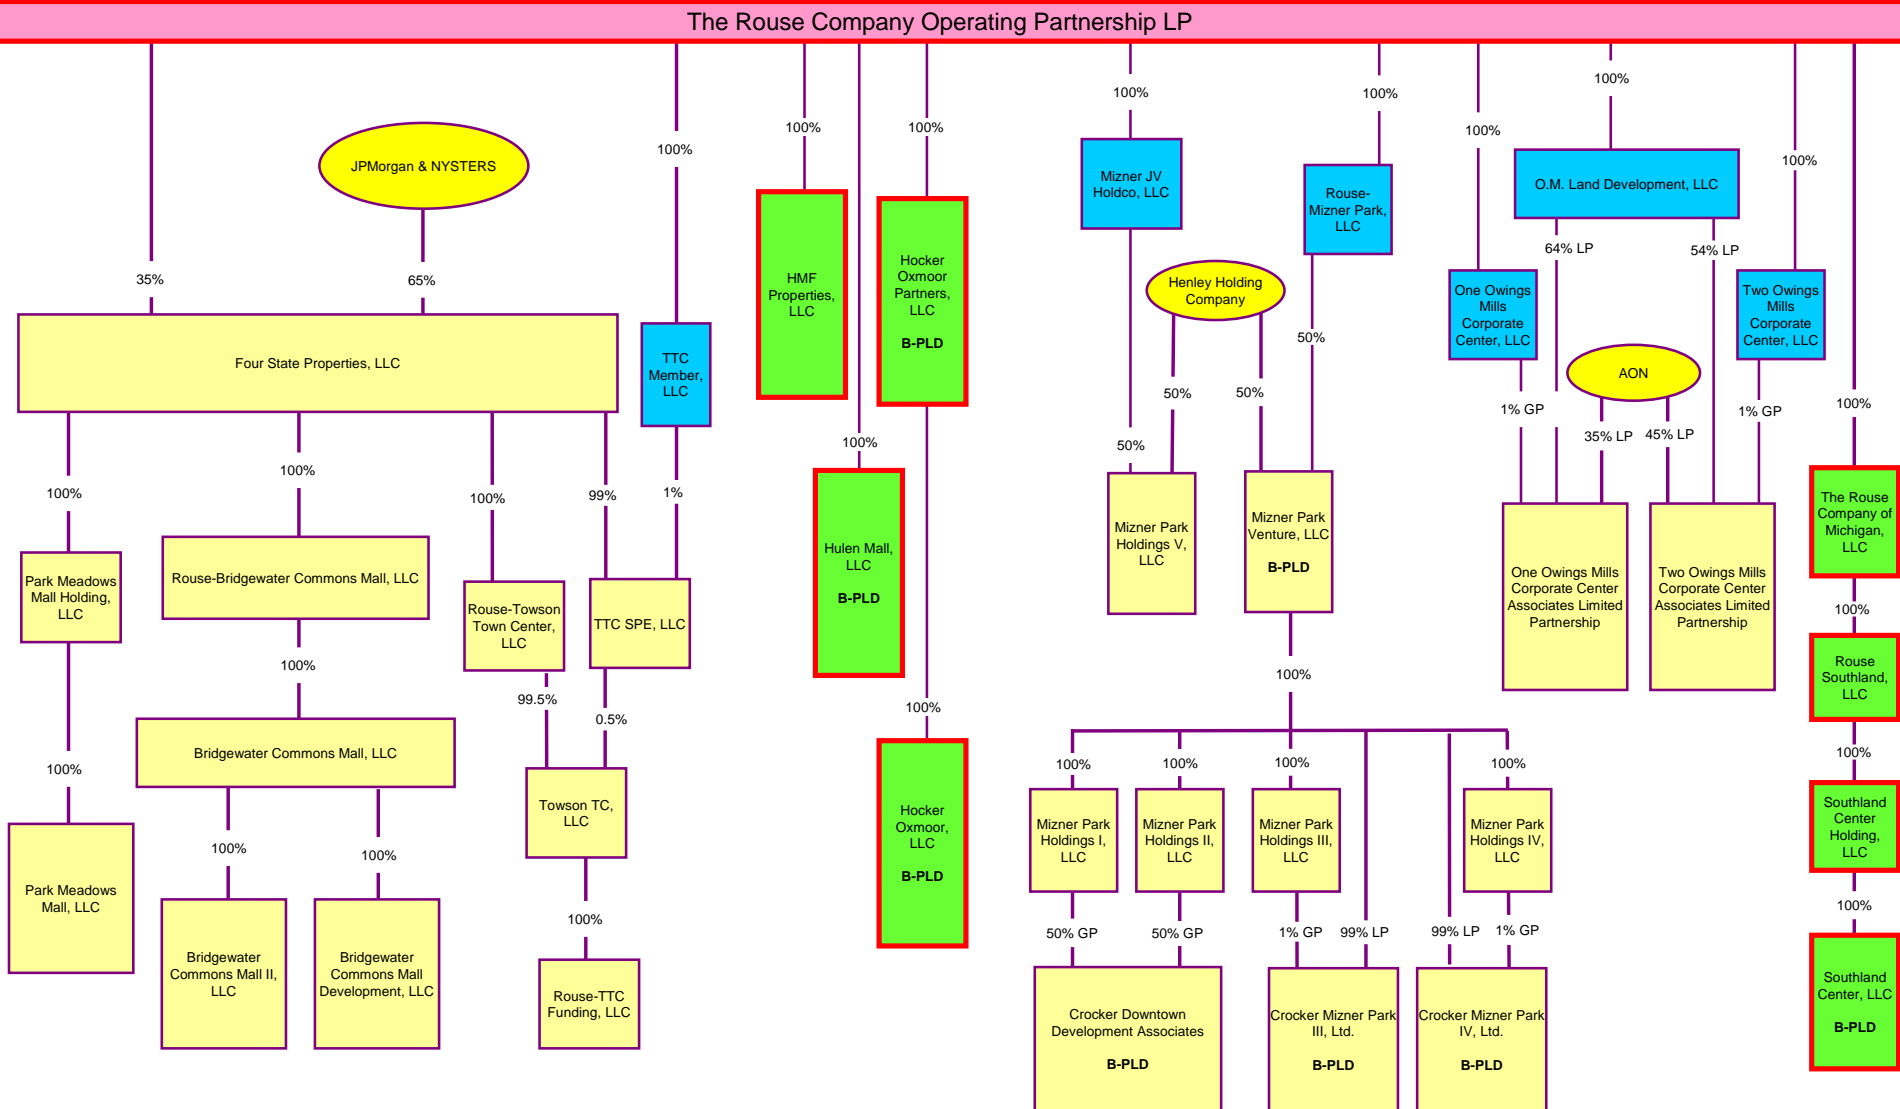 The Rouse Company Operating Partnership LP
100%
100%
100%
100%
100%
100%
100%
100%
100%
100%
100%
JPMorgan & NYSTERS
35%
65%
Mizner JV
Holdco, LLC
Rouse-
Mizner Park,
LLC
O.M. Land Development, LLC
64% LP
54% LP
HMF
Properties,
LLC
Hocker
Oxmoor
Partners,
LLC
B-PLD
Henley Holding
Company
50%
50%
50%
50%
One Owings
Mills
Corporate
Center, LLC
Two Owings
Mills
Corporate
Center, LLC
AON
1% GP
35% LP
45% LP
1% GP
100%
Four State Properties, LLC
TTC
Member,
LLC
100%
100%
100%
99%
1%
Hulen Mall,
LLC
B-PLD
Mizner Park
Holdings V,
LLC
Mizner Park
Venture, LLC
B-PLD
One Owings Mills
Corporate Center
Associates Limited
Partnership
Two Owings Mills
Corporate Center
Associates Limited
Partnership
The Rouse
Company of
Michigan,
LLC
100%
Park Meadows
Mall Holding,
LLC
Rouse-Bridgewater Commons Mall, LLC
Rouse-Towson
Town Center,
LLC
TTC SPE, LLC
100%
99.5%
0.5%
100%
100%
Rouse
Southland,
LLC
100%
100%
Bridgewater Commons Mall, LLC
Towson TC,
LLC
Hocker
Oxmoor,
LLC
B-PLD
100%
100%
100%
100%
Mizner Park
Holdings I,
LLC
Mizner Park
Holdings II,
LLC
Mizner Park
Holdings III,
LLC
Mizner Park
Holdings IV,
LLC
Southland
Center
Holding,
LLC
100%
100%
100%
100%
Park Meadows
Mall, LLC
50% GP
50% GP
1% GP
99% LP
99% LP
1% GP
Bridgewater
Commons Mall II,
LLC
Bridgewater
Commons Mall
Development, LLC
Rouse-TTC
Funding, LLC
Crocker Downtown
Development Associates
B-PLD
Crocker Mizner Park
III, Ltd.
B-PLD
Crocker Mizner Park
IV, Ltd.
B-PLD
Southland
Center, LLC
B-PLD